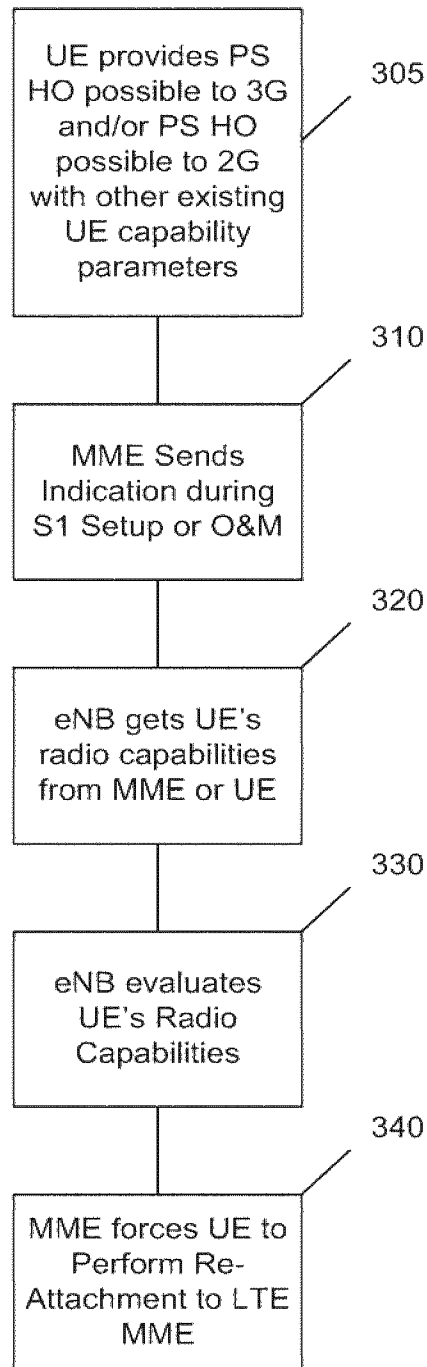 UE provides PS
HO possible to 3G
and/or PS HO
possible to 2G
with other existing
UE capability
parameters
305
MME Sends
Indication during
S1 Setup or O&M
310
eNB gets UE's
radio capabilities
from MME or UE
320
eNB evaluates
UE's Radio
Capabilities
330
MME forces UE to
Perform Re-
Attachment to LTE
MME
340